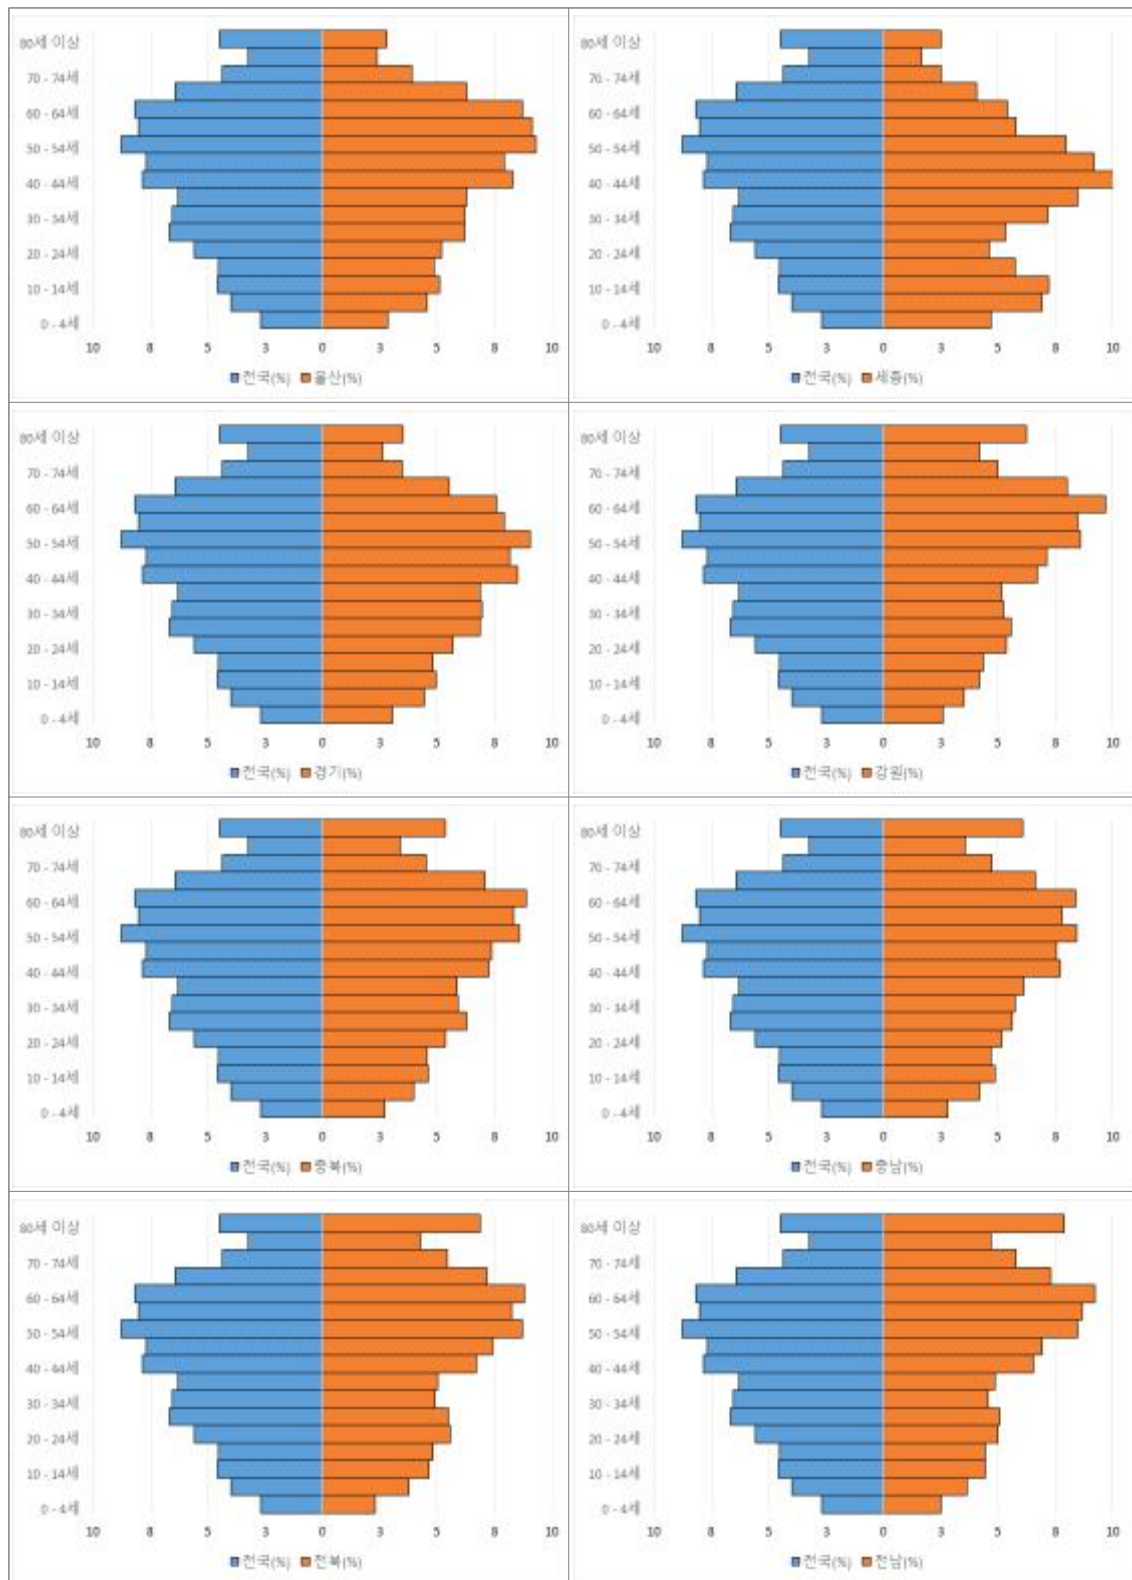 80세 이상
70 - 74세
60 - 64세
50 - 54세
40 - 44세
30 - 34세
20 - 24세
10 - 14세
0 - 4세
10 8 5 3 0 3 5 8 10
전국(%) 울산(%)
80세 이상
70 - 74세
60 - 64세
50 - 54세
40 - 44세
30 - 34세
20 - 24세
10 - 14세
0 - 4세
10 8 5 3 0 3 5 8 10
전국(%) 세종(%)
80세 이상
70 - 74세
60 - 64세
50 - 54세
40 - 44세
30 - 34세
20 - 24세
10 - 14세
0 - 4세
10 8 5 3 0 3 5 8 10
전국(%) 경기(%)
80세 이상
70 - 74세
60 - 64세
50 - 54세
40 - 44세
30 - 34세
20 - 24세
10 - 14세
0 - 4세
10 8 5 3 0 3 5 8 10
전국(%) 강원(%)
80세 이상
70 - 74세
60 - 64세
50 - 54세
40 - 44세
30 - 34세
20 - 24세
10 - 14세
0 - 4세
10 8 5 3 0 3 5 8 10
전국(%) 충북(%)
80세 이상
70 - 74세
60 - 64세
50 - 54세
40 - 44세
30 - 34세
20 - 24세
10 - 14세
0 - 4세
10 8 5 3 0 3 5 8 10
전국(%) 충남(%)
80세 이상
70 - 74세
60 - 64세
50 - 54세
40 - 44세
30 - 34세
20 - 24세
10 - 14세
0 - 4세
10 8 5 3 0 3 5 8 10
전국(%) 전북(%)
80세 이상
70 - 74세
60 - 64세
50 - 54세
40 - 44세
30 - 34세
20 - 24세
10 - 14세
0 - 4세
10 8 5 3 0 3 5 8 10
전국(%) 전남(%)